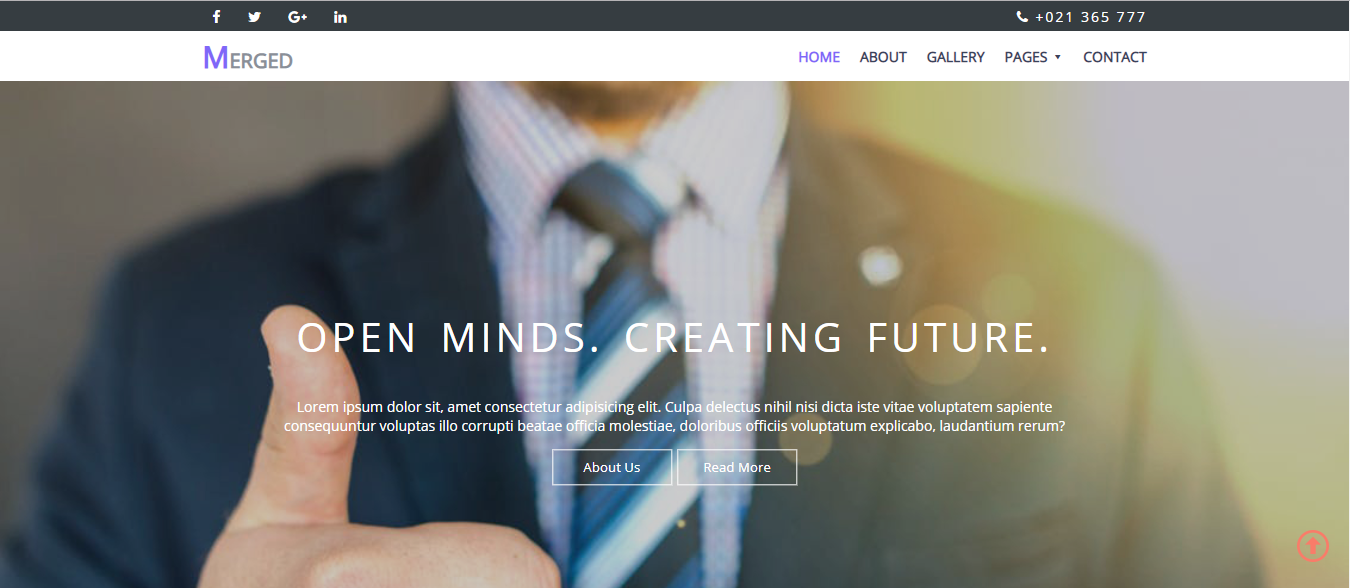 +021 365 777
MERGED
HOME ABOUT GALLERY PAGES CONTACT
OPEN MINDS. CREATING FUTURE.
Lorem ipsum dolor sit, amet consectetur adipisicing elit. Culpa delectus nihil nisi dicta iste vitae voluptatem sapiente
consequuntur voluptas illo corrupti beatae officia molestiae, doloribus officiis voluptatum explicabo, laudantium rerum?
About Us Read More